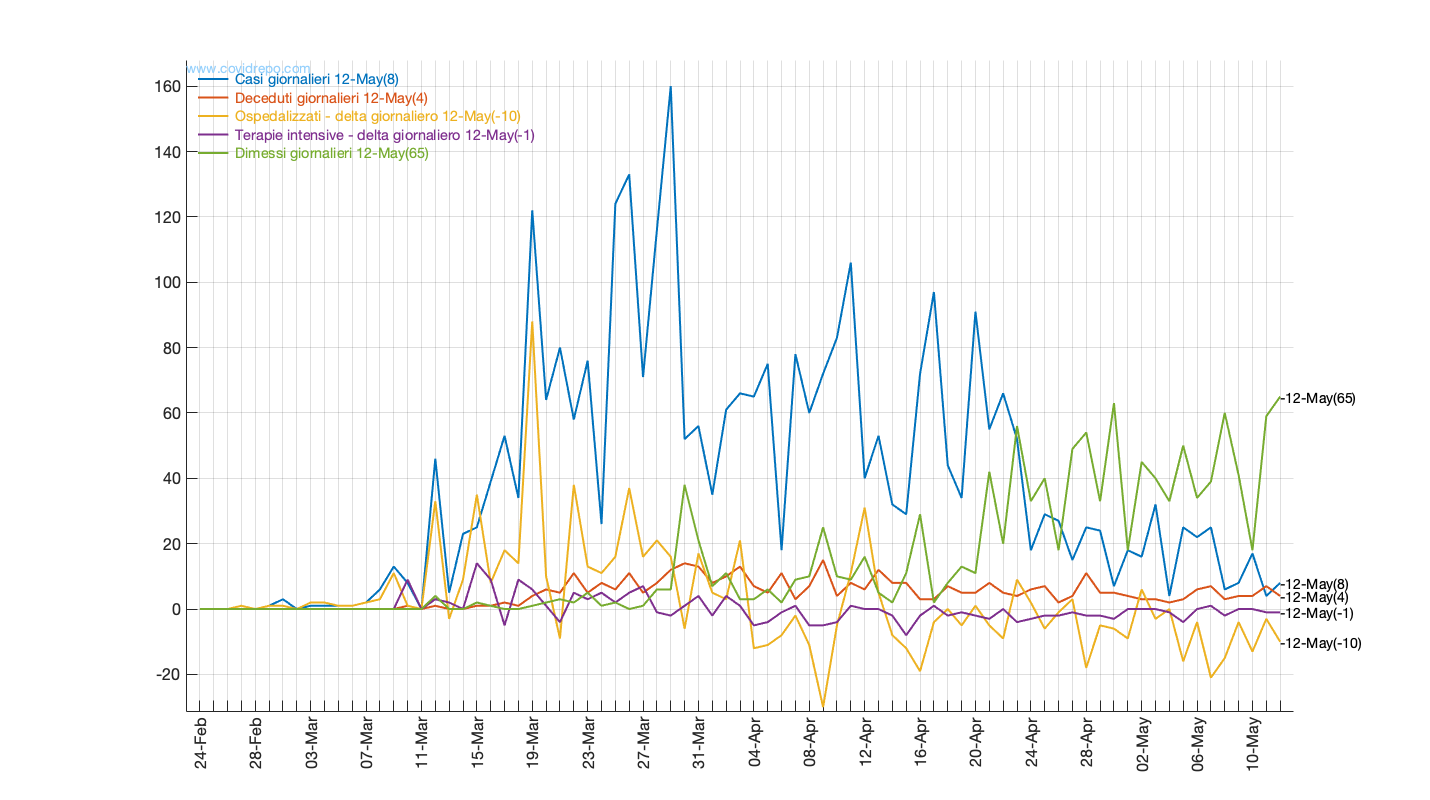 www.covidrepo.com
Casi giornalieri 12-May(8)
Deceduti giornalieri 12-May(4)
Ospedalizzati - delta giornaliero 12-May(-10)
Terapie intensive - delta giornaliero 12-May(-1)
Dimessi giornalieri 12-May(65)
160
140
120
100
80
60
40
20
0
-20
12-May(65)
12-May(8)
12-May(4)
12-May(-1)
12-May(-10)
24-Feb
28-Feb
03-Mar
07-Mar
11-Mar
15-Mar
19-Mar
23-Mar
27-Mar
31-Mar
04-Apr
08-Apr
12-Apr
16-Apr
20-Apr
24-Apr
28-Apr
02-May
06-May
10-May